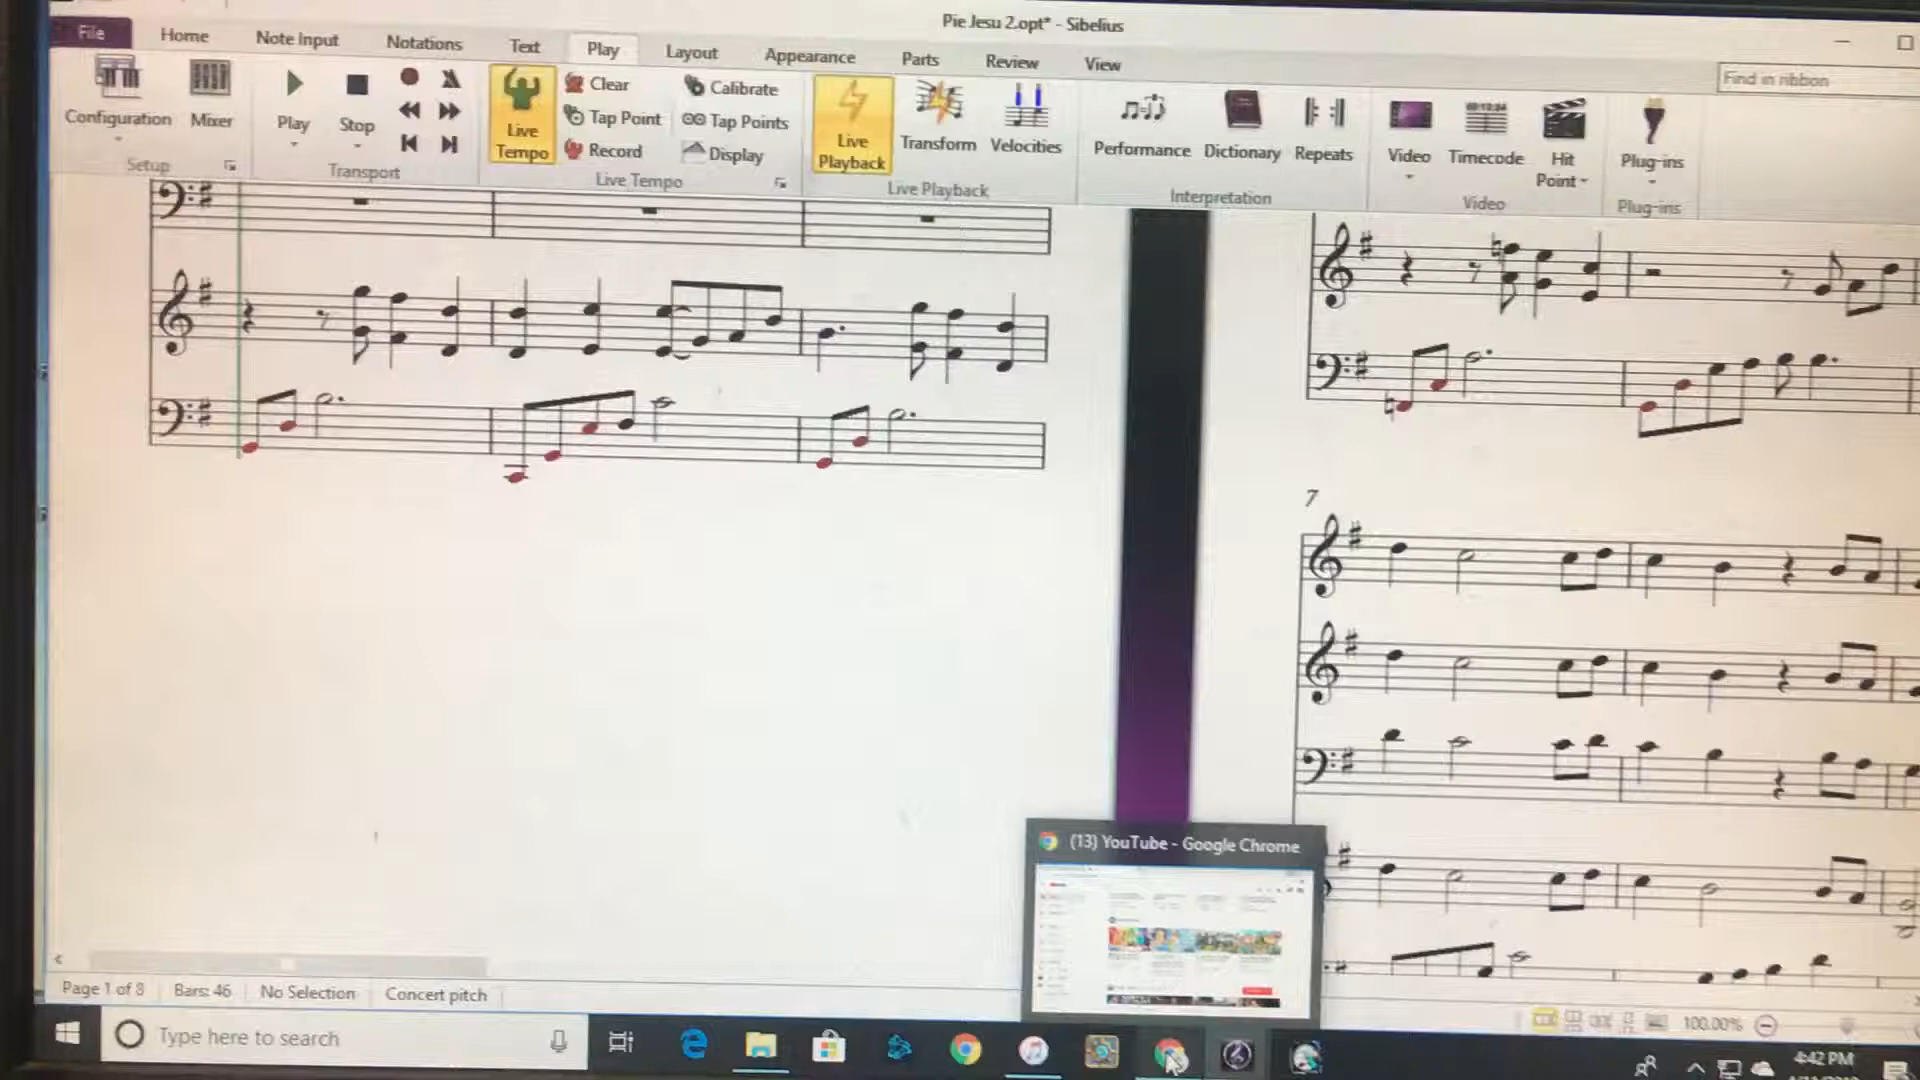 Pie Jesu 2.opt* - Sibelius
File Home Note Input Notations Text Play Layout Appearance Parts Review View
Find in ribbon
Configuration Mixer Play Stop Live Tempo Clear Tap Point Record Calibrate Tap Points Display Live Playback Transform Velocities Performance Dictionary Repeats Video Timecode Hit Point Plug-ins
Setup Transport Live Tempo Live Playback Interpretation Video Plug-ins
7
(13) YouTube - Google Chrome
Page 1 of 8 Bars: 46 No Selection Concert pitch
100.00%
Type here to search
4:42 PM